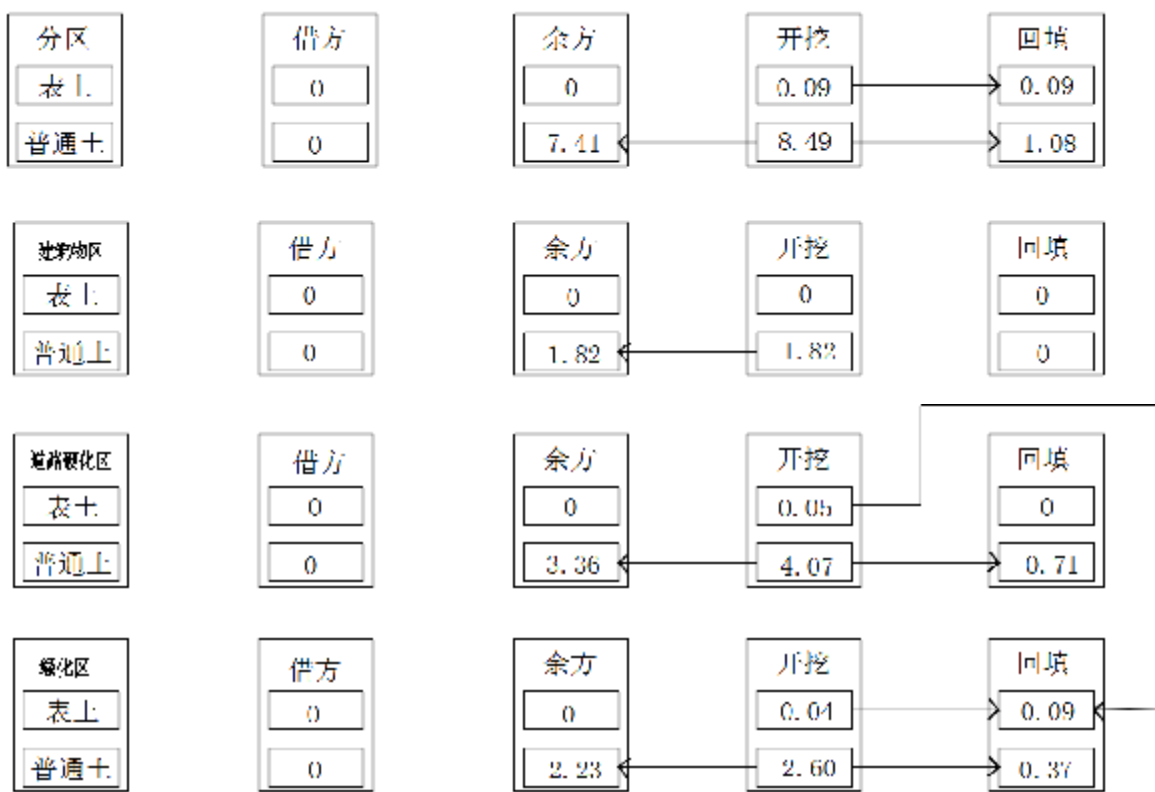 分区 借方 余方 开挖 回填
表土 0 0 0.09 0.09
普通土 0 7.41 8.49 1.08
建筑物区 借方 余方 开挖 回填
表土 0 0 0 0
普通土 0 1.82 1.82 0
道路硬化区 借方 余方 开挖 回填
表土 0 0 0.05 0
普通土 0 3.36 4.07 0.71
绿化区 借方 余方 开挖 回填
表土 0 0 0.04 0.09
普通土 0 2.23 2.60 0.37